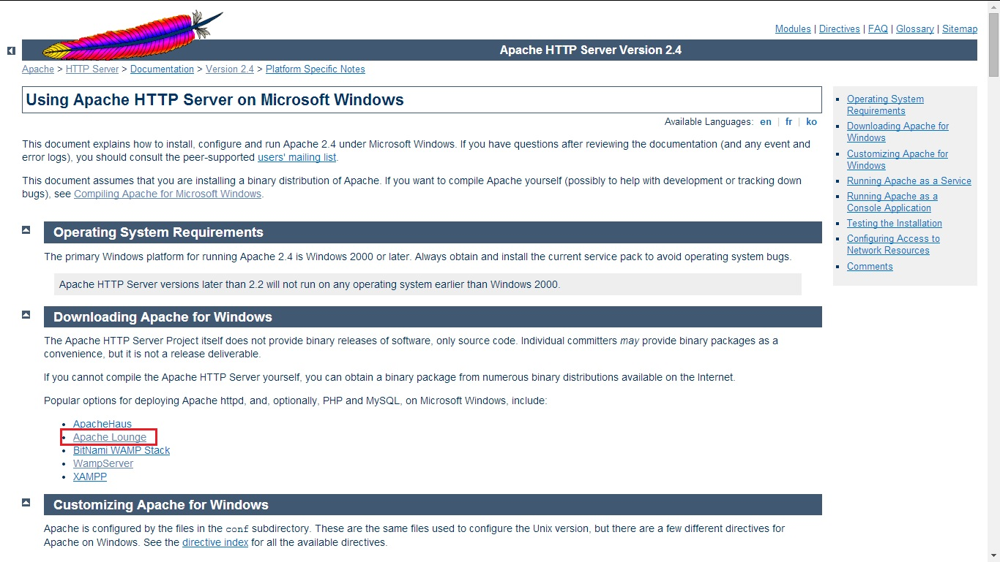 Modules | Directives | FAQ | Glossary | Sitemap
Apache HTTP Server Version 2.4
Apache > HTTP Server > Documentation > Version 2.4 > Platform Specific Notes
Using Apache HTTP Server on Microsoft Windows
Available Languages: en | fr | ko
This document explains how to install, configure and run Apache 2.4 under Microsoft Windows. If you have questions after reviewing the documentation (and any event and
error logs), you should consult the peer-supported users' mailing list.
This document assumes that you are installing a binary distribution of Apache. If you want to compile Apache yourself (possibly to help with development or tracking down
bugs), see Compiling Apache for Microsoft Windows.
Operating System Requirements
The primary Windows platform for running Apache 2.4 is Windows 2000 or later. Always obtain and install the current service pack to avoid operating system bugs.
Apache HTTP Server versions later than 2.2 will not run on any operating system earlier than Windows 2000.
Downloading Apache for Windows
The Apache HTTP Server Project itself does not provide binary releases of software, only source code. Individual committers may provide binary packages as a
convenience, but it is not a release deliverable.
If you cannot compile the Apache HTTP Server yourself, you can obtain a binary package from numerous binary distributions available on the Internet.
Popular options for deploying Apache httpd, and, optionally, PHP and MySQL, on Microsoft Windows, include:
ApacheHaus
Apache Lounge
BitNami WAMP Stack
WampServer
XAMPP
Customizing Apache for Windows
Apache is configured by the files in the conf subdirectory. These are the same files used to configure the Unix version, but there are a few different directives for
Apache on Windows. See the directive index for all the available directives.
Operating System
Requirements
Downloading Apache for
Windows
Customizing Apache for
Windows
Running Apache as a Service
Running Apache as a
Console Application
Testing the Installation
Configuring Access to
Network Resources
Comments